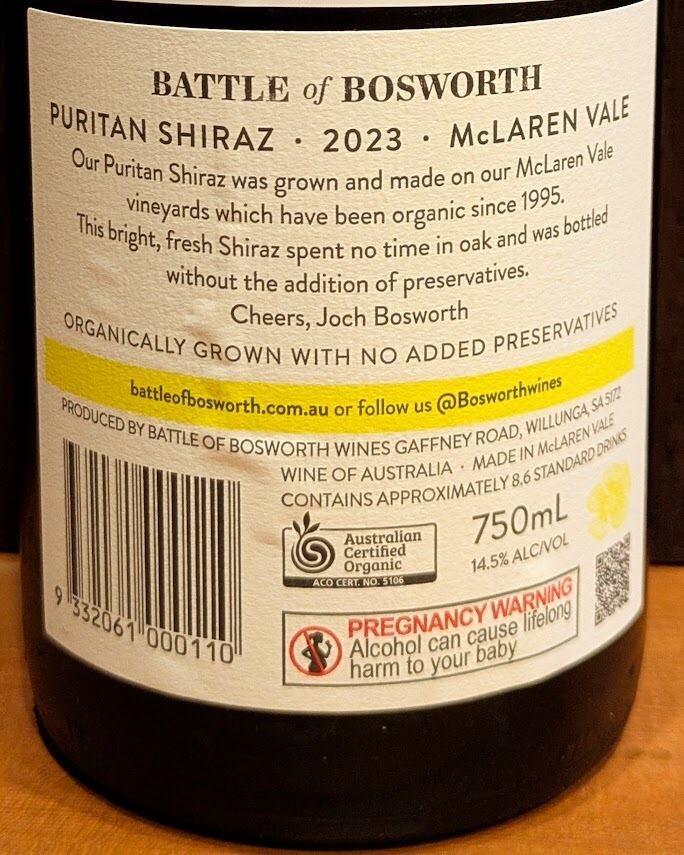 BATTLE of BOSWORTH
PURITAN SHIRAZ · 2023 · McLAREN VALE
Our Puritan Shiraz was grown and made on our McLaren Vale
vineyards which have been organic since 1995.
This bright, fresh Shiraz spent no time in oak and was bottled
without the addition of preservatives.
Cheers, Joch Bosworth
ORGANICALLY GROWN WITH NO ADDED PRESERVATIVES
battleofbosworth.com.au or follow us @Bosworthwines
PRODUCED BY BATTLE OF BOSWORTH WINES GAFFNEY ROAD, WILLUNGA, SA 5172
WINE OF AUSTRALIA · MADE IN McLAREN VALE
CONTAINS APPROXIMATELY 8.6 STANDARD DRINKS
Australian
Certified
Organic
ACO CERT. NO. 5106
750mL
14.5% ALC/VOL
PREGNANCY WARNING
Alcohol can cause lifelong
harm to your baby
9 332061 000110